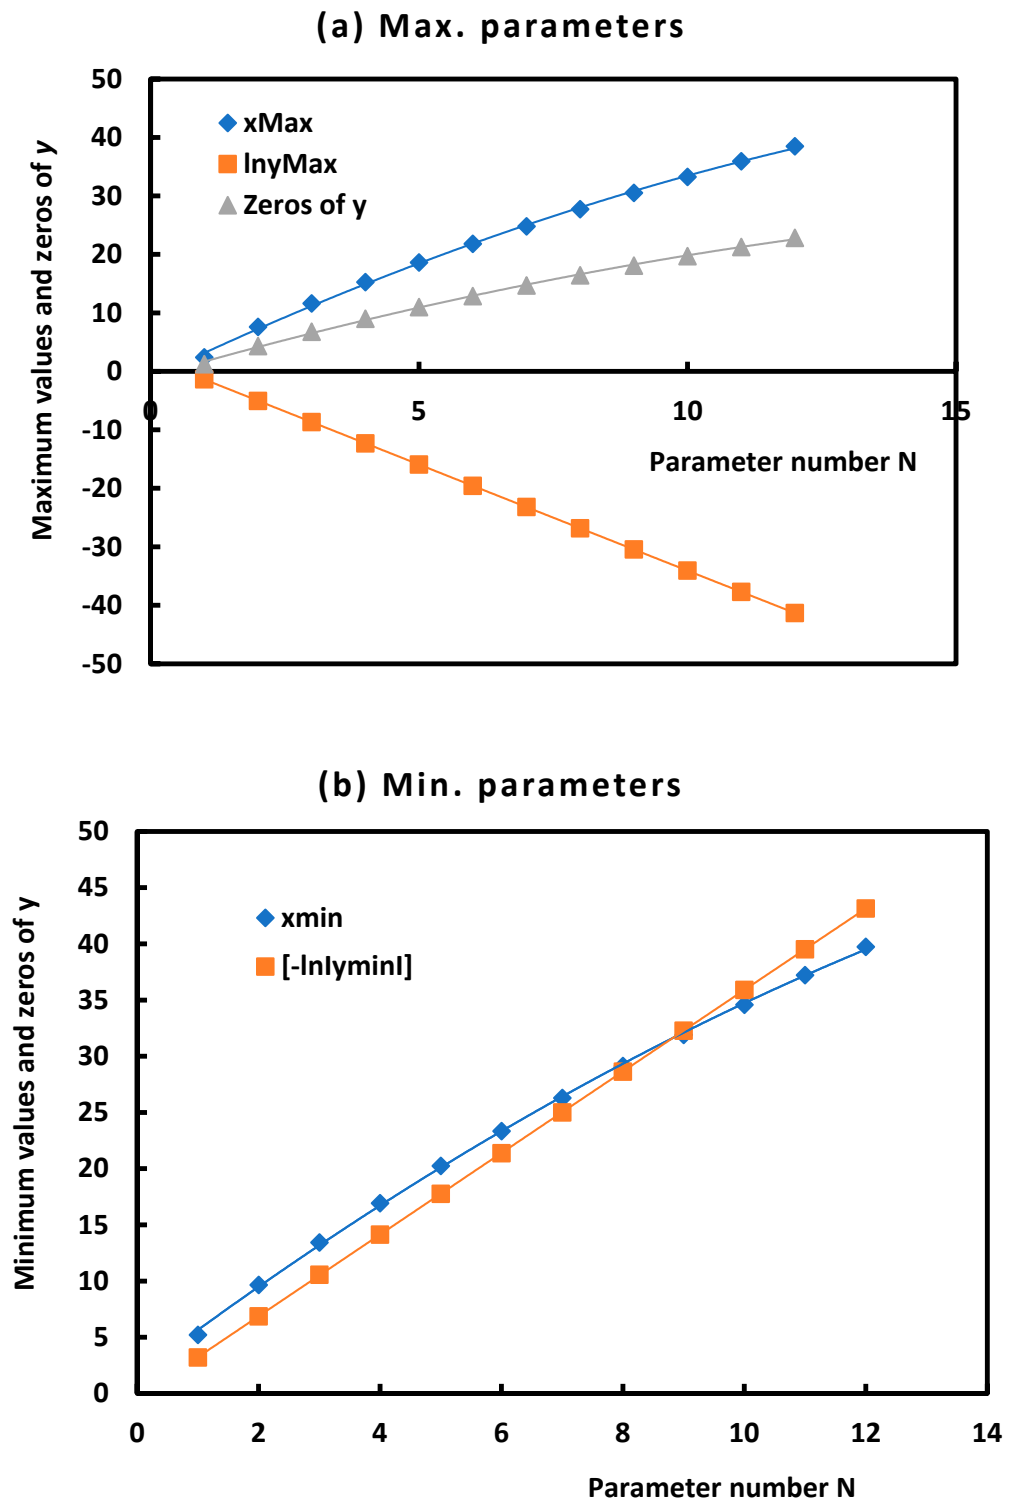 (a) Max. parameters
Maximum values and zeros of y
50
40
30
20
10
0
-10
-20
-30
-40
-50
xMax
lnyMax
Zeros of y
0
5
10
15
Parameter number N
(b) Min. parameters
Minimum values and zeros of y
50
45
40
35
30
25
20
15
10
5
0
xmin
[-lnIyminI]
0 2 4 6 8 10 12 14
Parameter number N